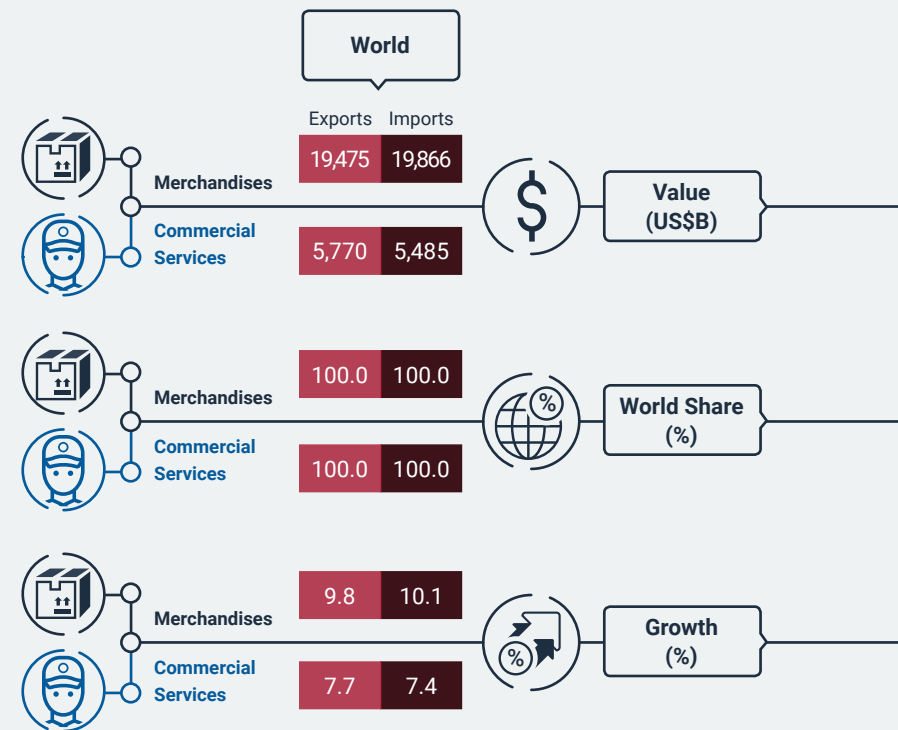 World
Exports Imports
19,475 19,866
Merchandises
Value
(US$B)
Commercial
Services
5,770 5,485
100.0 100.0
Merchandises
%
World Share
(%)
Commercial
Services
100.0 100.0
9.8 10.1
Merchandises
Growth
(%)
%
Commercial
Services
7.7 7.4